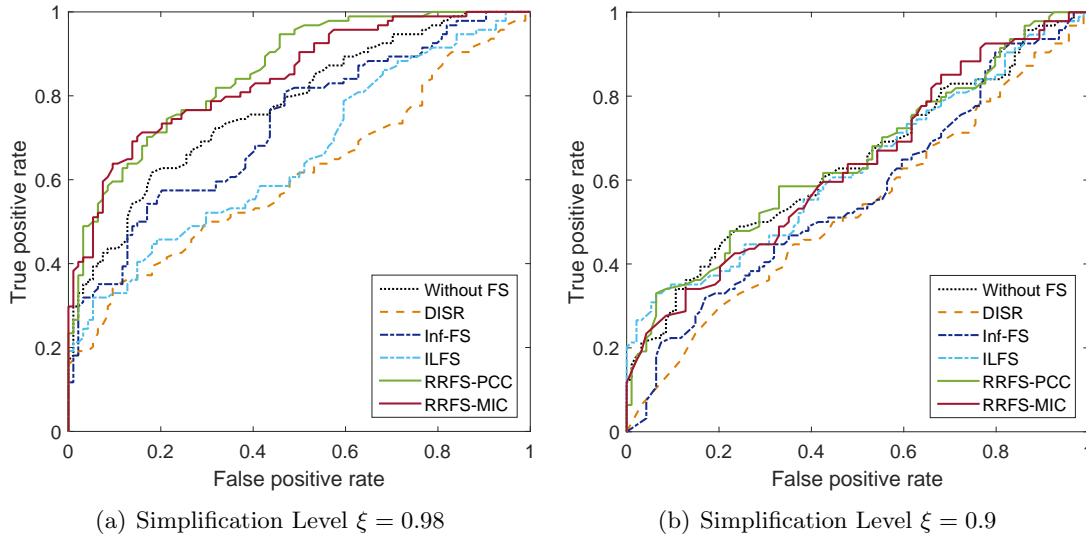 1
0.8
0.6
0.4
0.2
0
True positive rate
Without FS
DISR
Inf-FS
ILFS
RRFS-PCC
RRFS-MIC
0 0.2 0.4 0.6 0.8 1
False positive rate
(a) Simplification Level ξ = 0.98
1
0.8
0.6
0.4
0.2
0
True positive rate
Without FS
DISR
Inf-FS
ILFS
RRFS-PCC
RRFS-MIC
0 0.2 0.4 0.6 0.8 1
False positive rate
(b) Simplification Level ξ = 0.9